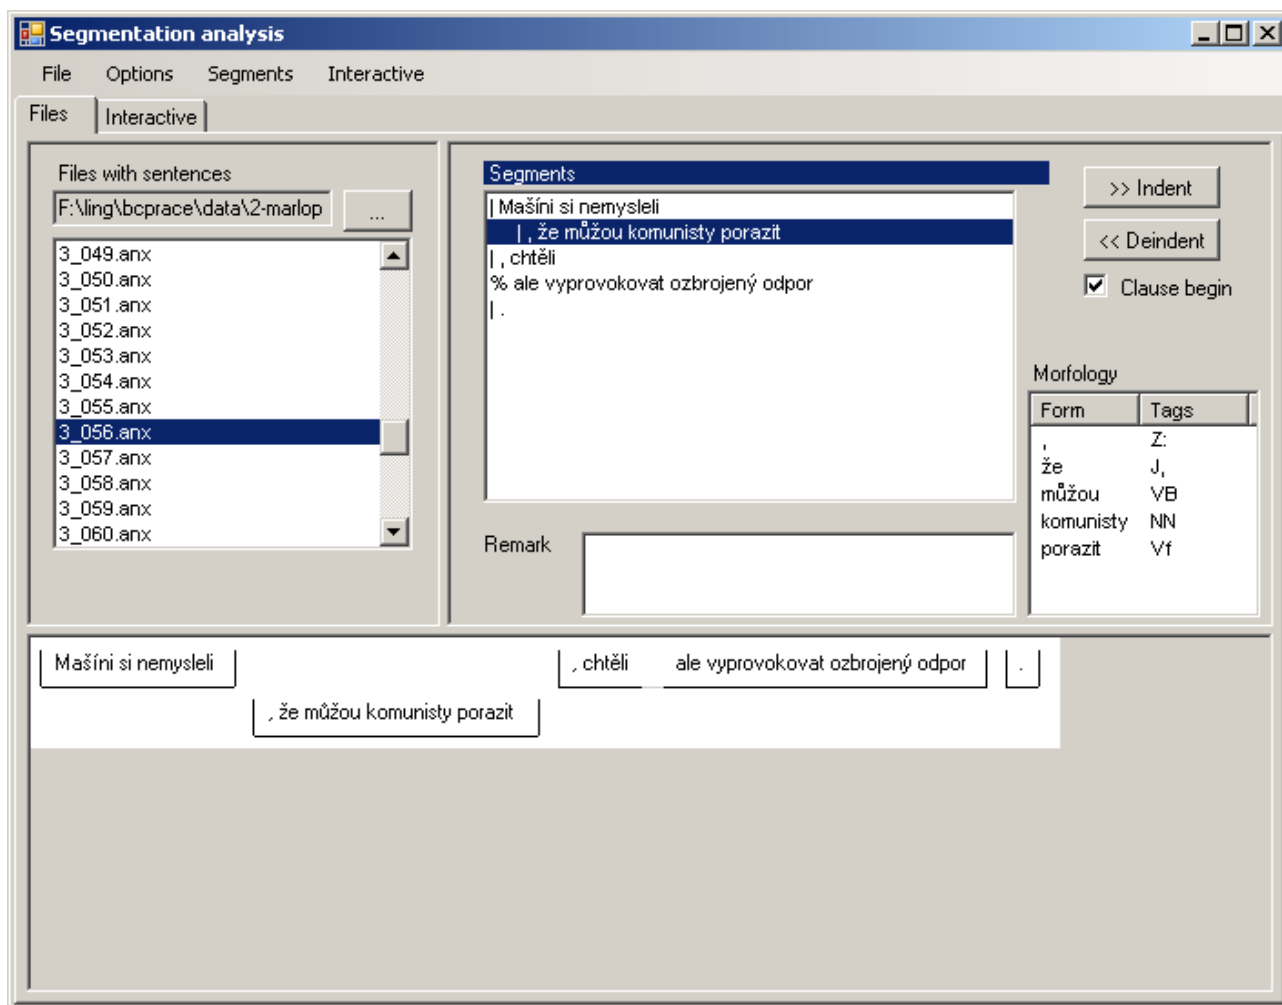 Segmentation analysis
File Options Segments Interactive
Files Interactive
Files with sentences
F:\ling\bcprace\data\2-marlop ...
3_049.anx
3_050.anx
3_051.anx
3_052.anx
3_053.anx
3_054.anx
3_055.anx
3_056.anx
3_057.anx
3_058.anx
3_059.anx
3_060.anx
Segments
| Mašíni si nemysleli
| , že můžou komunisty porazit
| , chtěli
% ale vyprovokovat ozbrojený odpor
| .
Remark
>> Indent
<< Deindent
Clause begin
Morfology
Form Tags
, Z:
že J,
můžou VB
komunisty NN
porazit Vf
Mašíni si nemysleli , chtěli ale vyprovokovat ozbrojený odpor .
, že můžou komunisty porazit